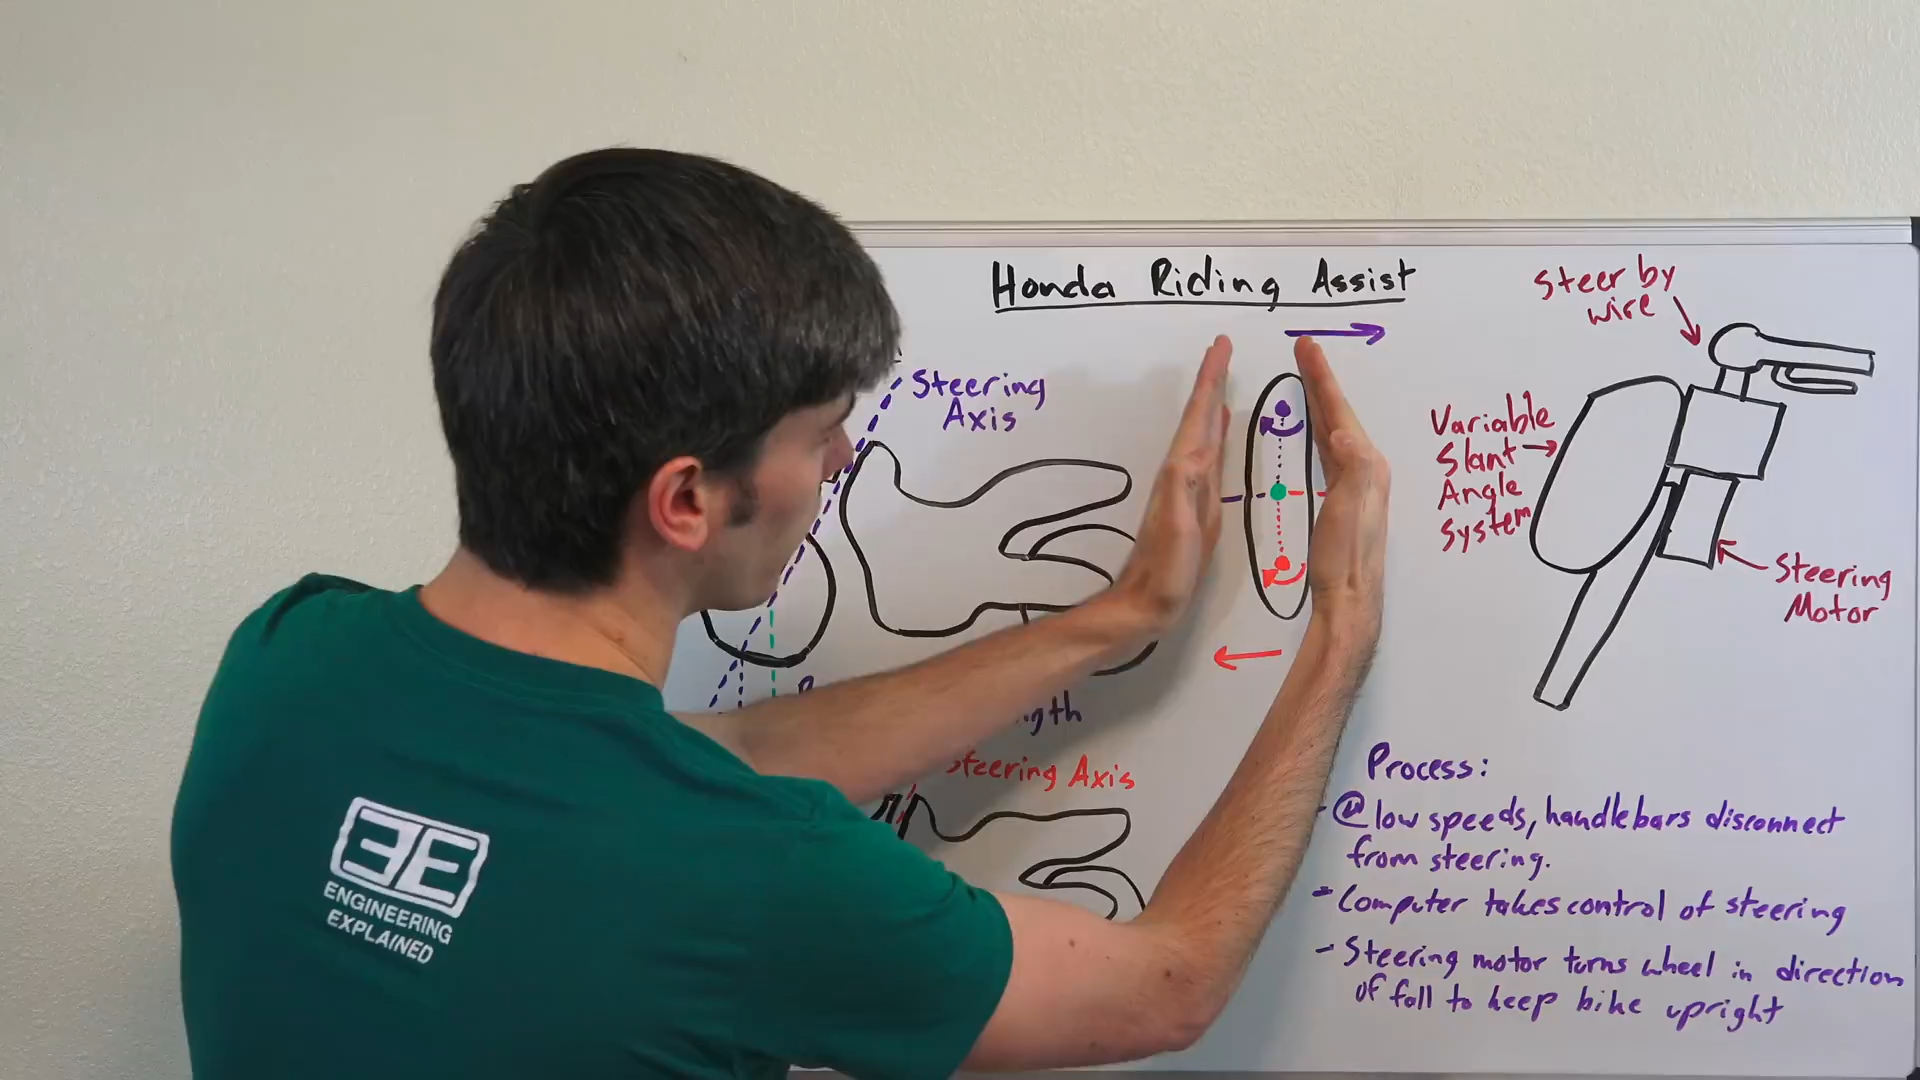 Honda Riding Assist
Steer by
wire
Steering
Axis
Variable
Slant
Angle
System
Steering
Motor
Steering Axis
Process:
- @ low speeds, handlebars disconnect
from steering.
- Computer takes control of steering
- Steering motor turns wheel in direction
of fall to keep bike upright
ƎE
ENGINEERING
EXPLAINED